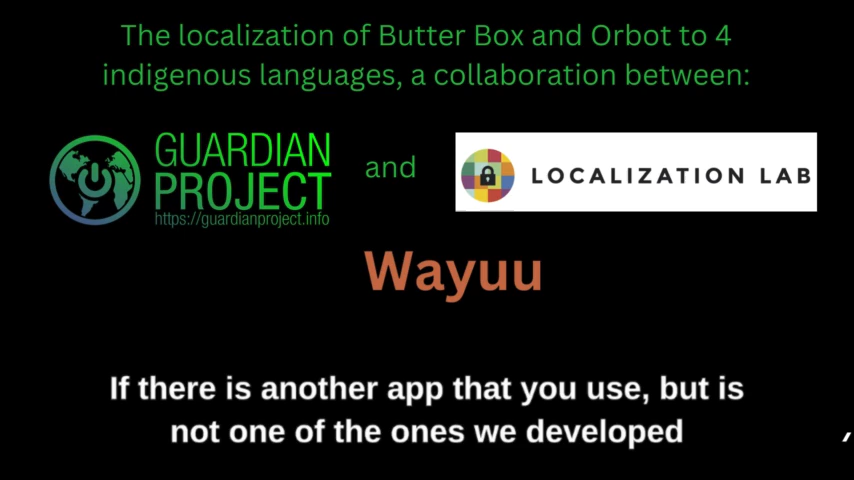 The localization of Butter Box and Orbot to 4
indigenous languages, a collaboration between:
GUARDIAN
PROJECT
https://guardianproject.info
and
LOCALIZATION LAB
Wayuu
If there is another app that you use, but is
not one of the ones we developed
,